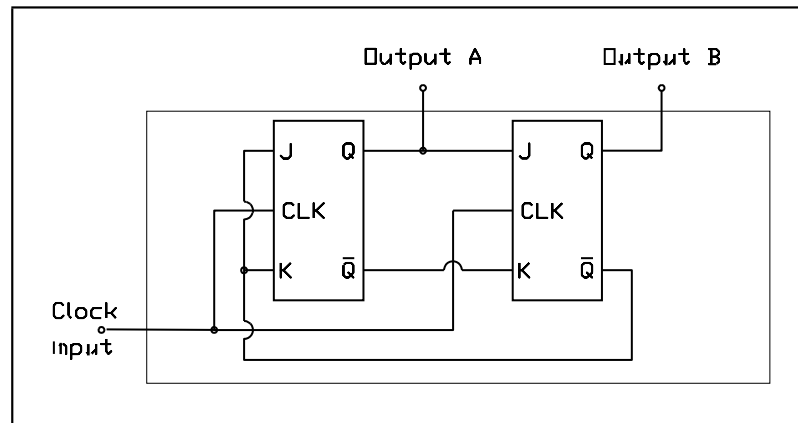 Output A
Output B
J
Q
J
Q
CLK
CLK
K
Q̅
K
Q̅
Clock
Input